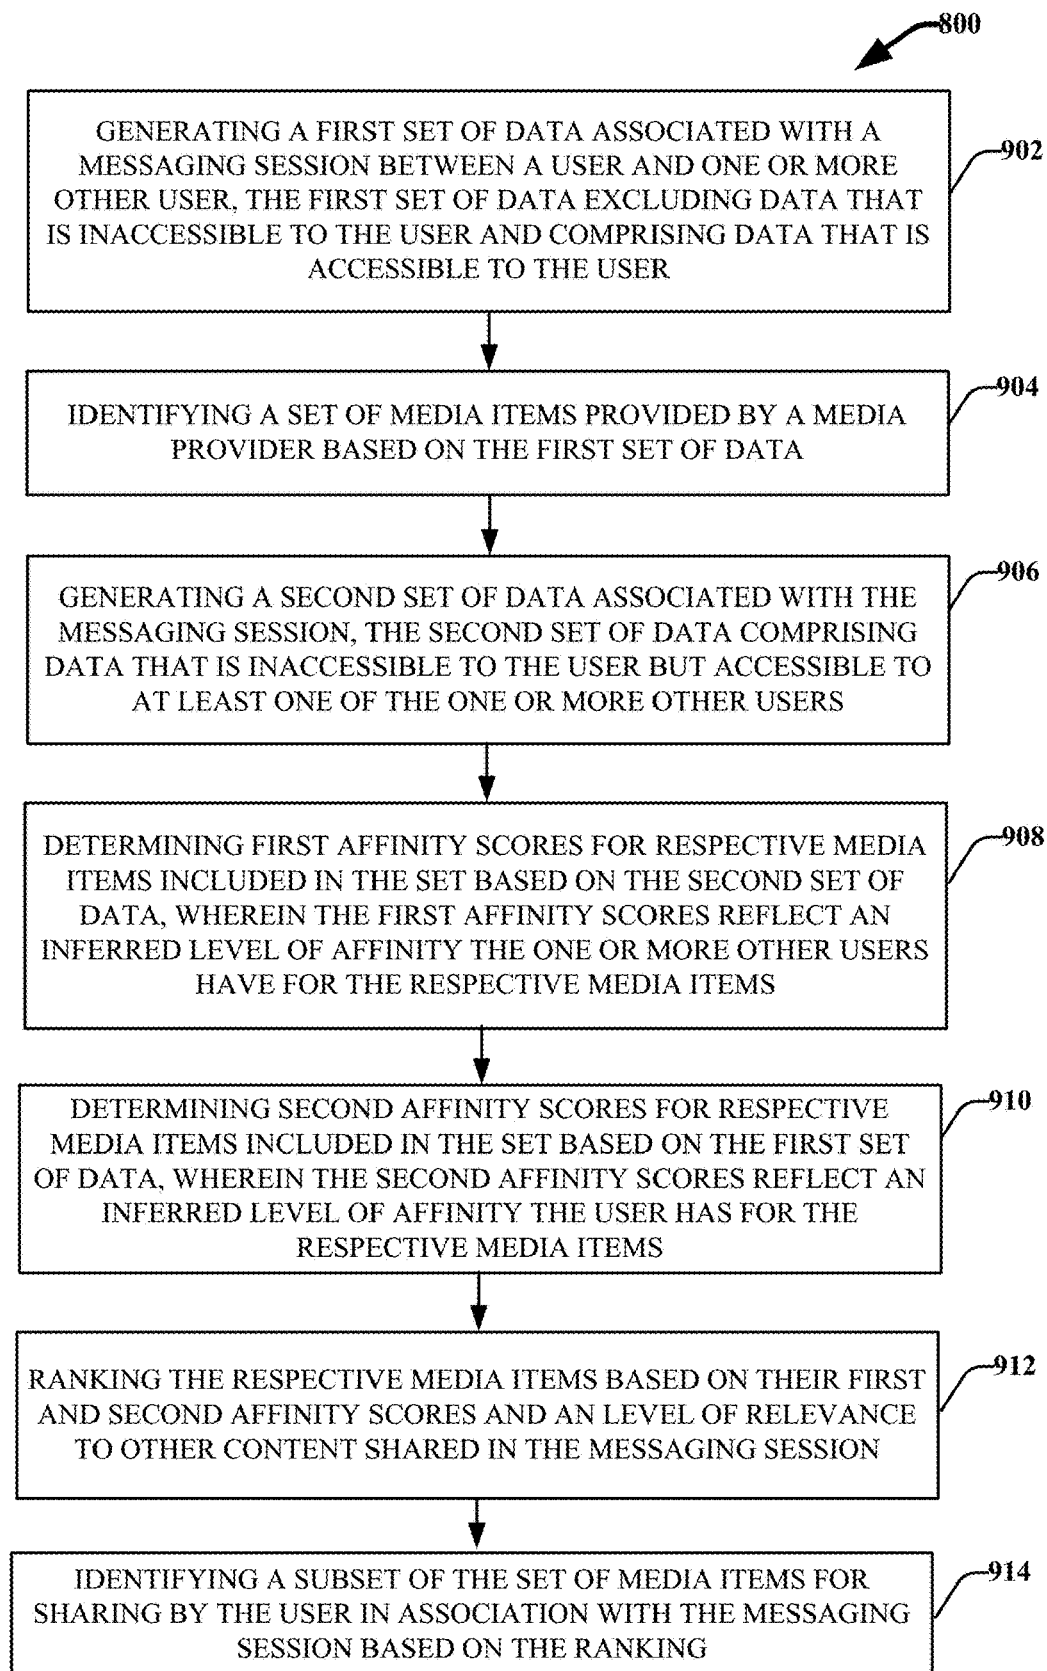 800
GENERATING A FIRST SET OF DATA ASSOCIATED WITH A
MESSAGING SESSION BETWEEN A USER AND ONE OR MORE
OTHER USER, THE FIRST SET OF DATA EXCLUDING DATA THAT
IS INACCESSIBLE TO THE USER AND COMPRISING DATA THAT IS
ACCESSIBLE TO THE USER
902
IDENTIFYING A SET OF MEDIA ITEMS PROVIDED BY A MEDIA
PROVIDER BASED ON THE FIRST SET OF DATA
904
GENERATING A SECOND SET OF DATA ASSOCIATED WITH THE
MESSAGING SESSION, THE SECOND SET OF DATA COMPRISING
DATA THAT IS INACCESSIBLE TO THE USER BUT ACCESSIBLE TO
AT LEAST ONE OF THE ONE OR MORE OTHER USERS
906
DETERMINING FIRST AFFINITY SCORES FOR RESPECTIVE MEDIA
ITEMS INCLUDED IN THE SET BASED ON THE SECOND SET OF
DATA, WHEREIN THE FIRST AFFINITY SCORES REFLECT AN
INFERRED LEVEL OF AFFINITY THE ONE OR MORE OTHER USERS
HAVE FOR THE RESPECTIVE MEDIA ITEMS
908
DETERMINING SECOND AFFINITY SCORES FOR RESPECTIVE
MEDIA ITEMS INCLUDED IN THE SET BASED ON THE FIRST SET
OF DATA, WHEREIN THE SECOND AFFINITY SCORES REFLECT AN
INFERRED LEVEL OF AFFINITY THE USER HAS FOR THE
RESPECTIVE MEDIA ITEMS
910
RANKING THE RESPECTIVE MEDIA ITEMS BASED ON THEIR FIRST
AND SECOND AFFINITY SCORES AND AN LEVEL OF RELEVANCE
TO OTHER CONTENT SHARED IN THE MESSAGING SESSION
912
IDENTIFYING A SUBSET OF THE SET OF MEDIA ITEMS FOR
SHARING BY THE USER IN ASSOCIATION WITH THE MESSAGING
SESSION BASED ON THE RANKING
914